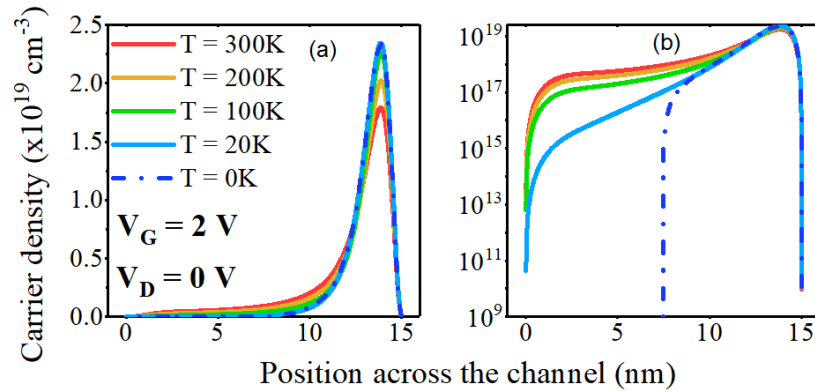 Carrier density (x10^19 cm^-3)
2.5
2.0
1.5
1.0
0.5
0.0
T = 300K
T = 200K
T = 100K
T = 20K
T = 0K
(a)
V_G = 2 V
V_D = 0 V
0 5 10 15
10^19
10^17
10^15
10^13
10^11
10^9
(b)
0 5 10 15
Position across the channel (nm)